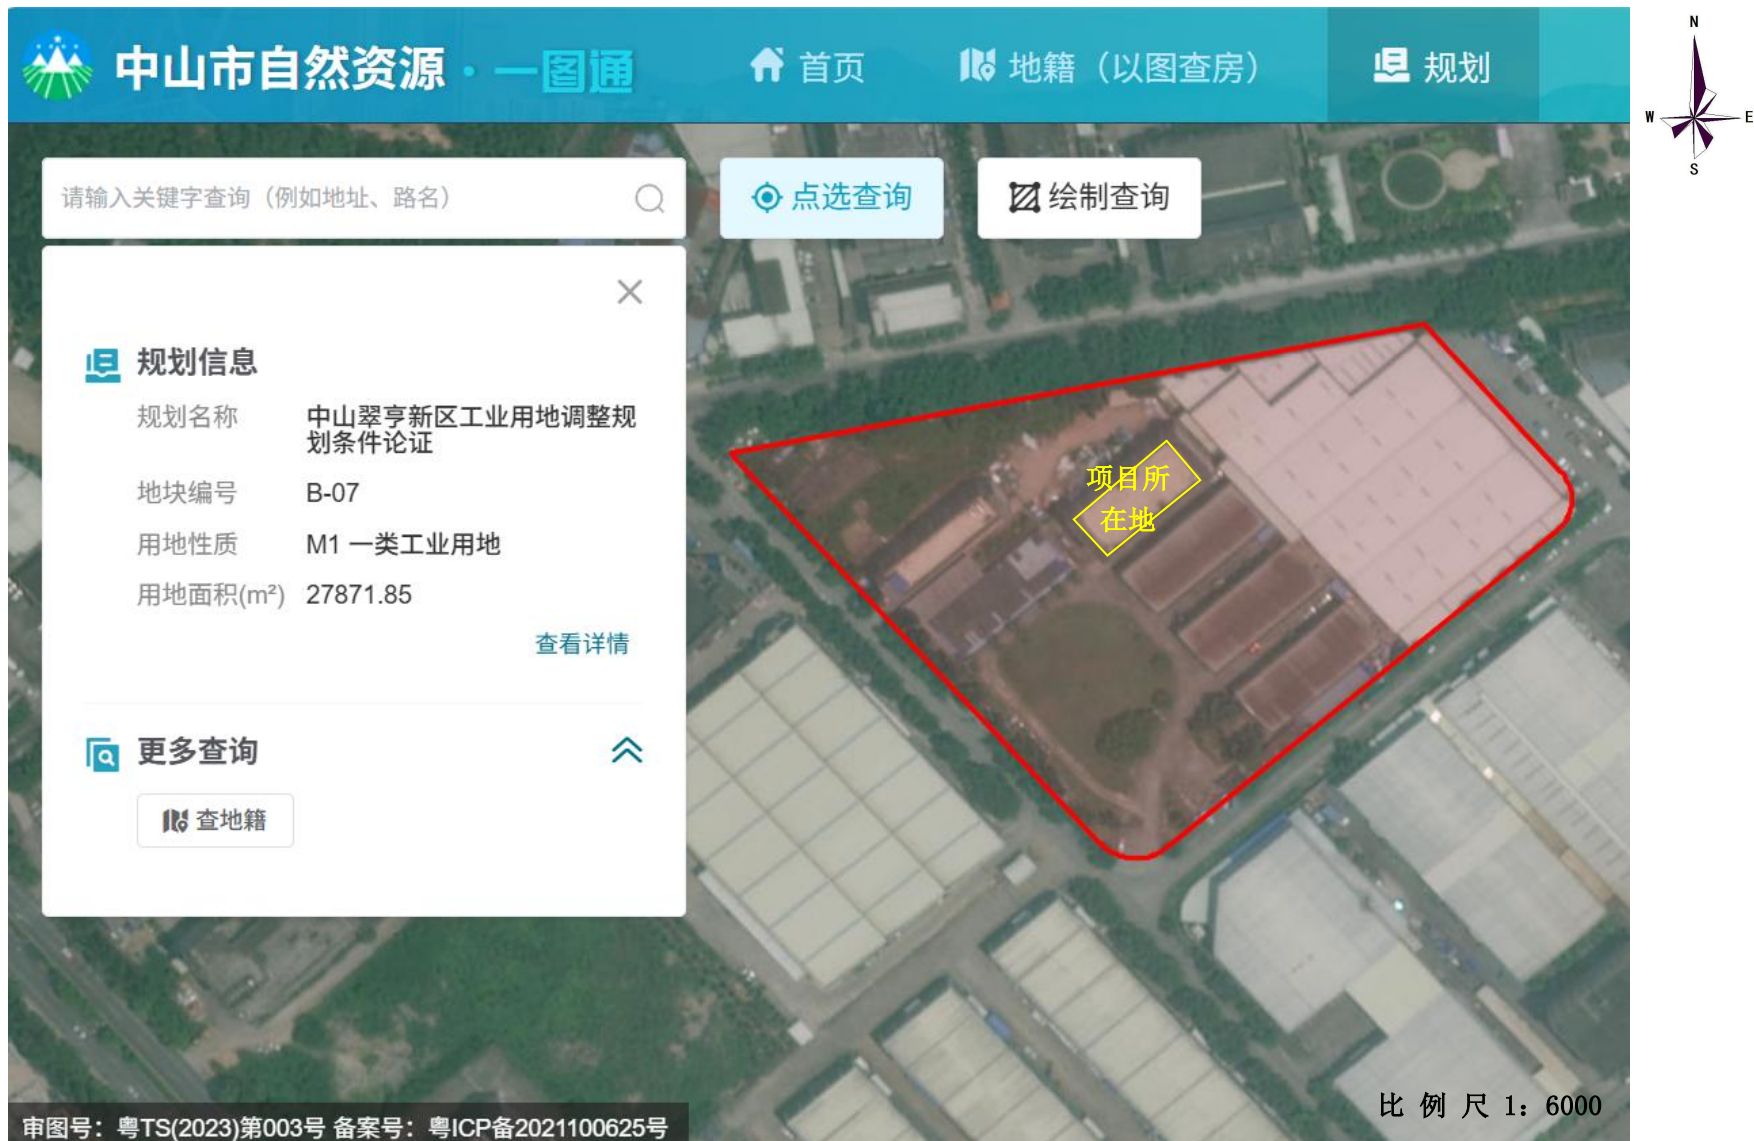 中山市自然资源·一图通
首页
地籍（以图查房）
规划
N
W
E
S
请输入关键字查询（例如地址、路名）
点选查询
绘制查询
规划信息
规划名称
中山翠亨新区工业用地调整规
划条件论证
地块编号
B-07
用地性质
M1 一类工业用地
用地面积(m²)
27871.85
查看详情
更多查询
查地籍
项目所
在地
比例尺1：6000
审图号：粤TS(2023)第003号 备案号：粤ICP备2021100625号